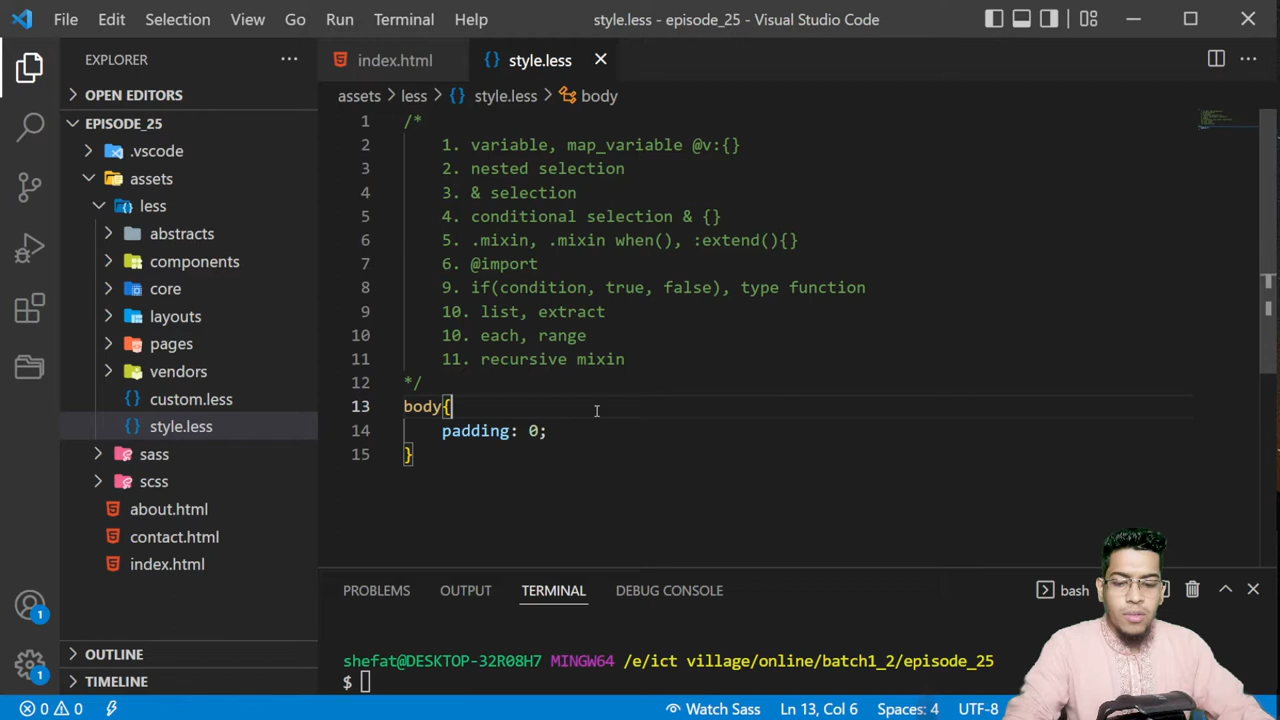 File Edit Selection View Go Run Terminal Help style.less - episode_25 - Visual Studio Code
EXPLORER
OPEN EDITORS
EPISODE_25
.vscode
assets
less
abstracts
components
core
layouts
pages
vendors
custom.less
style.less
sass
scss
about.html
contact.html
index.html
OUTLINE
TIMELINE
1
1
index.html style.less
assets > less > {} style.less > body
1 /*
2 1. variable, map_variable @v:{}
3 2. nested selection
4 3. & selection
5 4. conditional selection & {}
6 5. .mixin, .mixin when(), :extend(){}
7 6. @import
8 9. if(condition, true, false), type function
9 10. list, extract
10 10. each, range
11 11. recursive mixin
12 */
13 body{
14 padding: 0;
15 }
PROBLEMS OUTPUT TERMINAL DEBUG CONSOLE bash
shefat@DESKTOP-32R08H7 MINGW64 /e/ict village/online/batch1_2/episode_25
$
0 0 Watch Sass Ln 13, Col 6 Spaces: 4 UTF-8